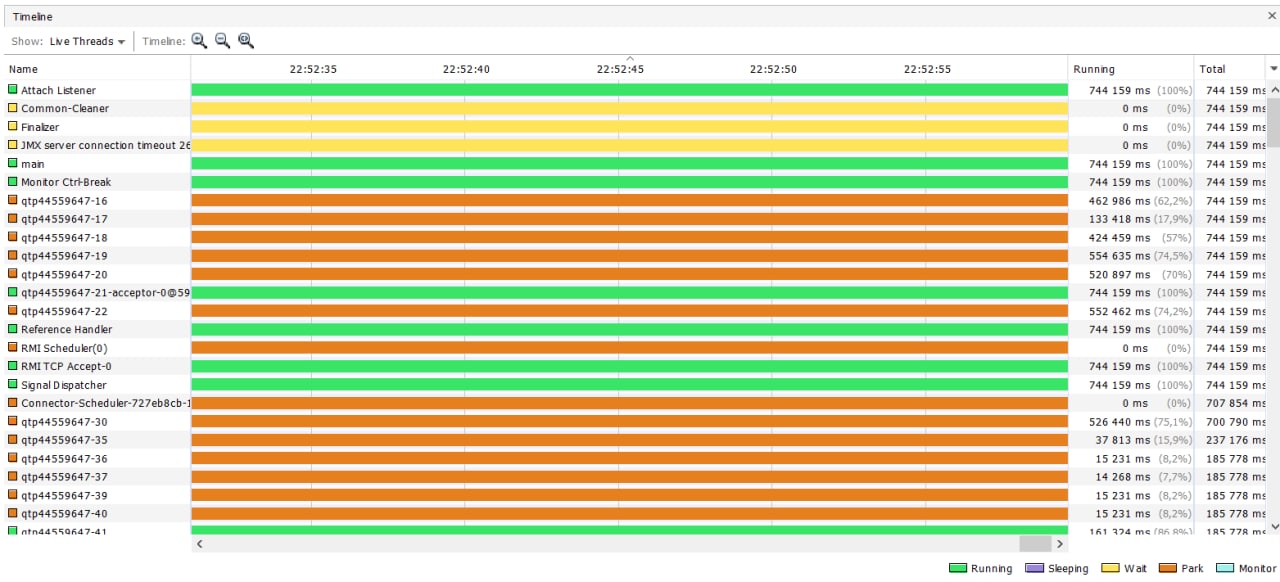 Timeline
Show: Live Threads Timeline:
Name 22:52:35 22:52:40 22:52:45 22:52:50 22:52:55 Running Total
Attach Listener 744 159 ms (100%) 744 159 ms
Common-Cleaner 0 ms (0%) 744 159 ms
Finalizer 0 ms (0%) 744 159 ms
JMX server connection timeout 26 0 ms (0%) 744 159 ms
main 744 159 ms (100%) 744 159 ms
Monitor Ctrl-Break 744 159 ms (100%) 744 159 ms
qtp44559647-16 462 986 ms (62,2%) 744 159 ms
qtp44559647-17 133 418 ms (17,9%) 744 159 ms
qtp44559647-18 424 459 ms (57%) 744 159 ms
qtp44559647-19 554 635 ms (74,5%) 744 159 ms
qtp44559647-20 520 897 ms (70%) 744 159 ms
qtp44559647-21-acceptor-0@59 744 159 ms (100%) 744 159 ms
qtp44559647-22 552 462 ms (74,2%) 744 159 ms
Reference Handler 744 159 ms (100%) 744 159 ms
RMI Scheduler(0) 0 ms (0%) 744 159 ms
RMI TCP Accept-0 744 159 ms (100%) 744 159 ms
Signal Dispatcher 744 159 ms (100%) 744 159 ms
Connector-Scheduler-727eb8cb-1 0 ms (0%) 707 854 ms
qtp44559647-30 526 440 ms (75,1%) 700 790 ms
qtp44559647-35 37 813 ms (15,9%) 237 176 ms
qtp44559647-36 15 231 ms (8,2%) 185 778 ms
qtp44559647-37 14 268 ms (7,7%) 185 778 ms
qtp44559647-39 15 231 ms (8,2%) 185 778 ms
qtp44559647-40 15 231 ms (8,2%) 185 778 ms
qtp44559647-41 161 324 ms (86,8%) 185 778 ms
Running Sleeping Wait Park Monitor